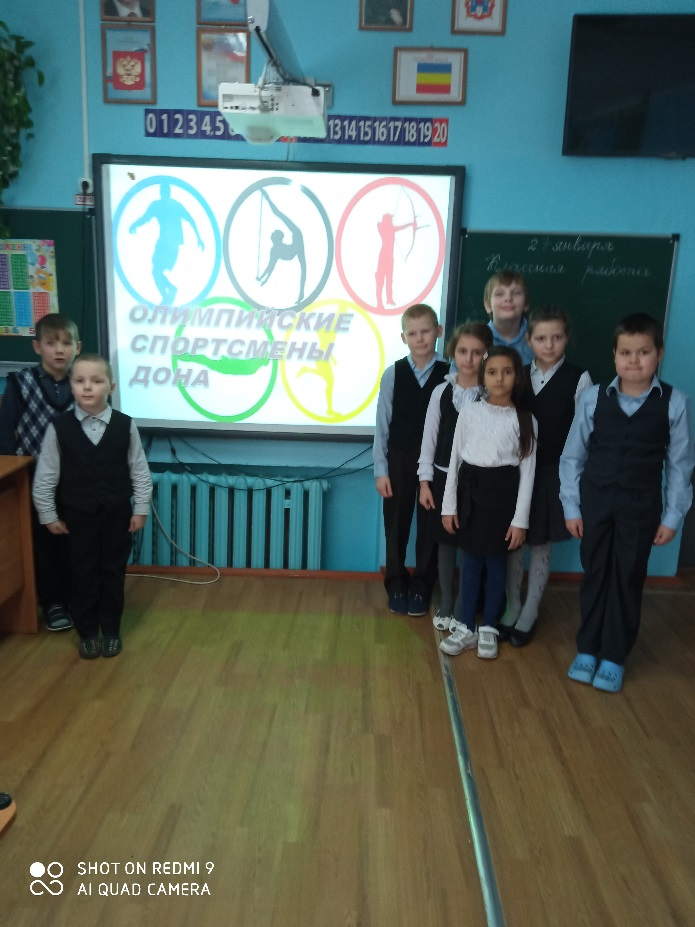 0 1 2 3 4 5
13 14 15 16 17 18 19 20
ОЛИМПИЙСКИЕ
СПОРТСМЕНЫ
ДОНА
января
Классная работа
SHOT ON REDMI 9
AI QUAD CAMERA